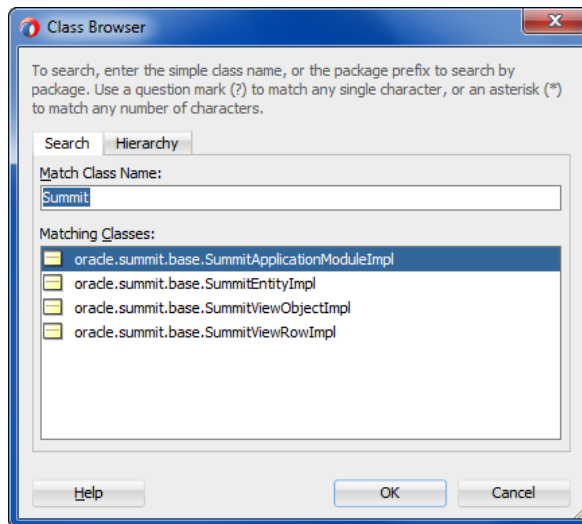 Class Browser
To search, enter the simple class name, or the package prefix to search by
package. Use a question mark (?) to match any single character, or an asterisk (*)
to match any number of characters.
Search Hierarchy
Match Class Name:
Summit
Matching Classes:
oracle.summit.base.SummitApplicationModuleImpl
oracle.summit.base.SummitEntityImpl
oracle.summit.base.SummitViewObjectImpl
oracle.summit.base.SummitViewRowImpl
Help OK Cancel